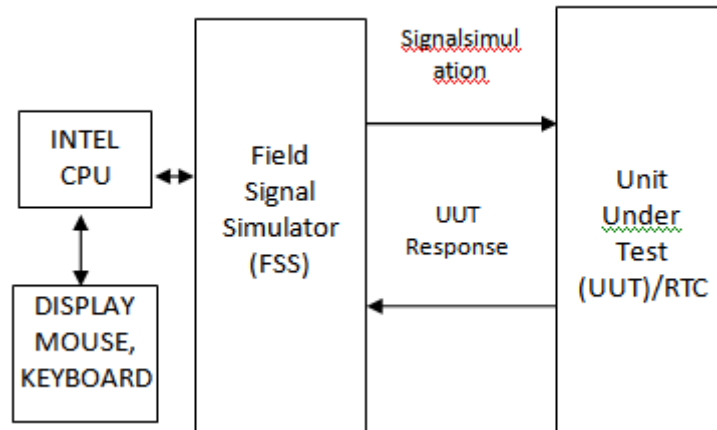 INTEL
CPU
DISPLAY
MOUSE,
KEYBOARD
Field
Signal
Simulator
(FSS)
Signalsimul
ation
UUT
Response
Unit
Under
Test
(UUT)/RTC